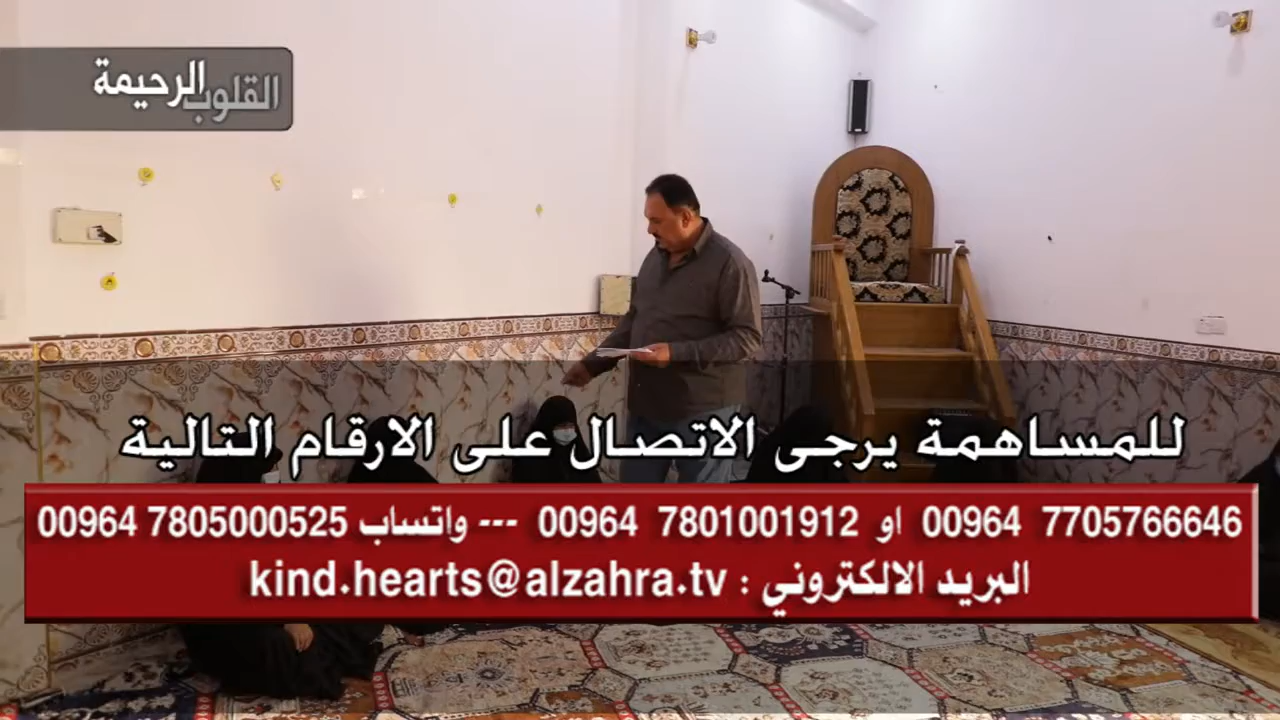 القلوب الرحيمة
للمساهمة يرجى الاتصال على الارقام التالية
00964 7705766646 او 00964 7801001912 --- واتساب 00964 7805000525
البريد الالكتروني : kind.hearts@alzahra.tv